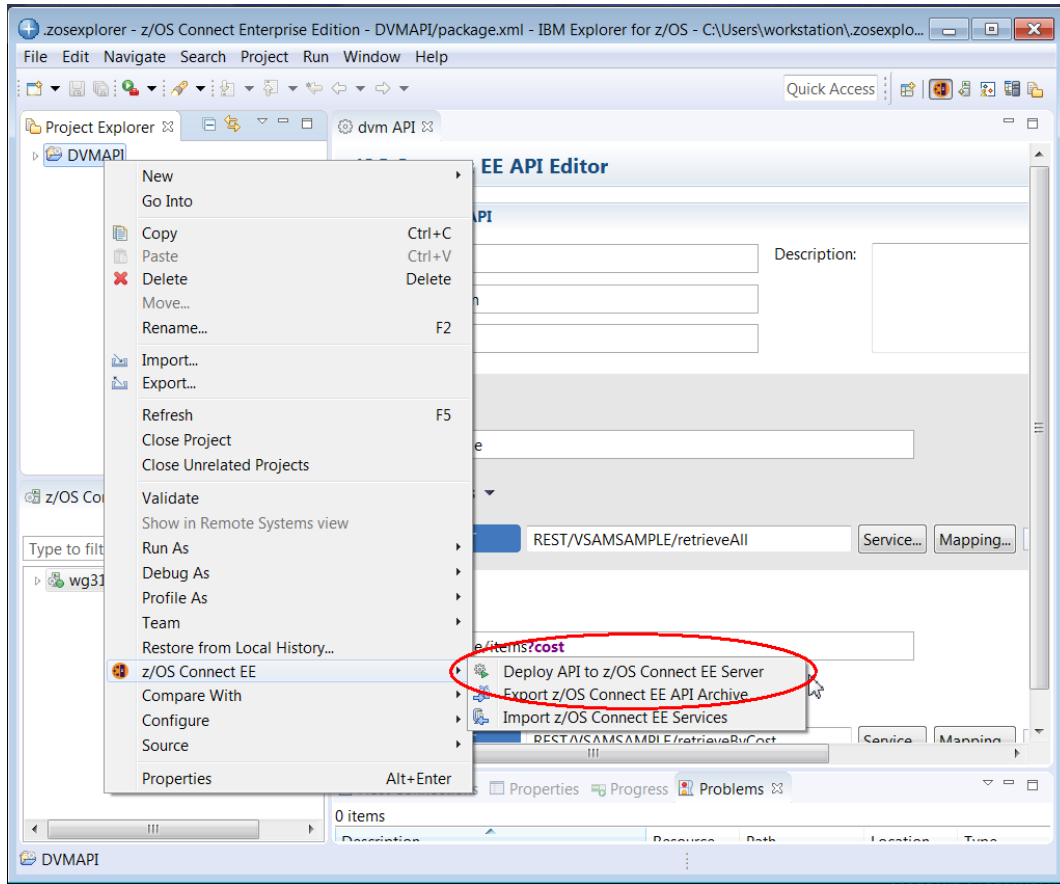 .zosexplorer - z/OS Connect Enterprise Edition - DVMAPI/package.xml - IBM Explorer for z/OS - C:\Users\workstation\.zosexplo...
File Edit Navigate Search Project Run Window Help
Quick Access
Project Explorer
dvm API
DVMAPI
EE API Editor
API
Description:
New
Go Into
Copy Ctrl+C
Paste Ctrl+V
Delete Delete
Move...
Rename... F2
Import...
Export...
Refresh F5
Close Project
Close Unrelated Projects
z/OS Co
Validate
Show in Remote Systems view
Type to filt
REST/VSAMSAMPLE/retrieveAll Service... Mapping...
Run As
wg31
Debug As
Profile As
Team
Restore from Local History...
e/items?cost
z/OS Connect EE
Deploy API to z/OS Connect EE Server
Compare With
Export z/OS Connect EE API Archive
Configure
Import z/OS Connect EE Services
Source
REST/VSAMSAMPLE/retrieveByCost Service... Mapping...
Properties Alt+Enter
Properties Progress Problems
0 items
Description Resource Path Location Type
DVMAPI